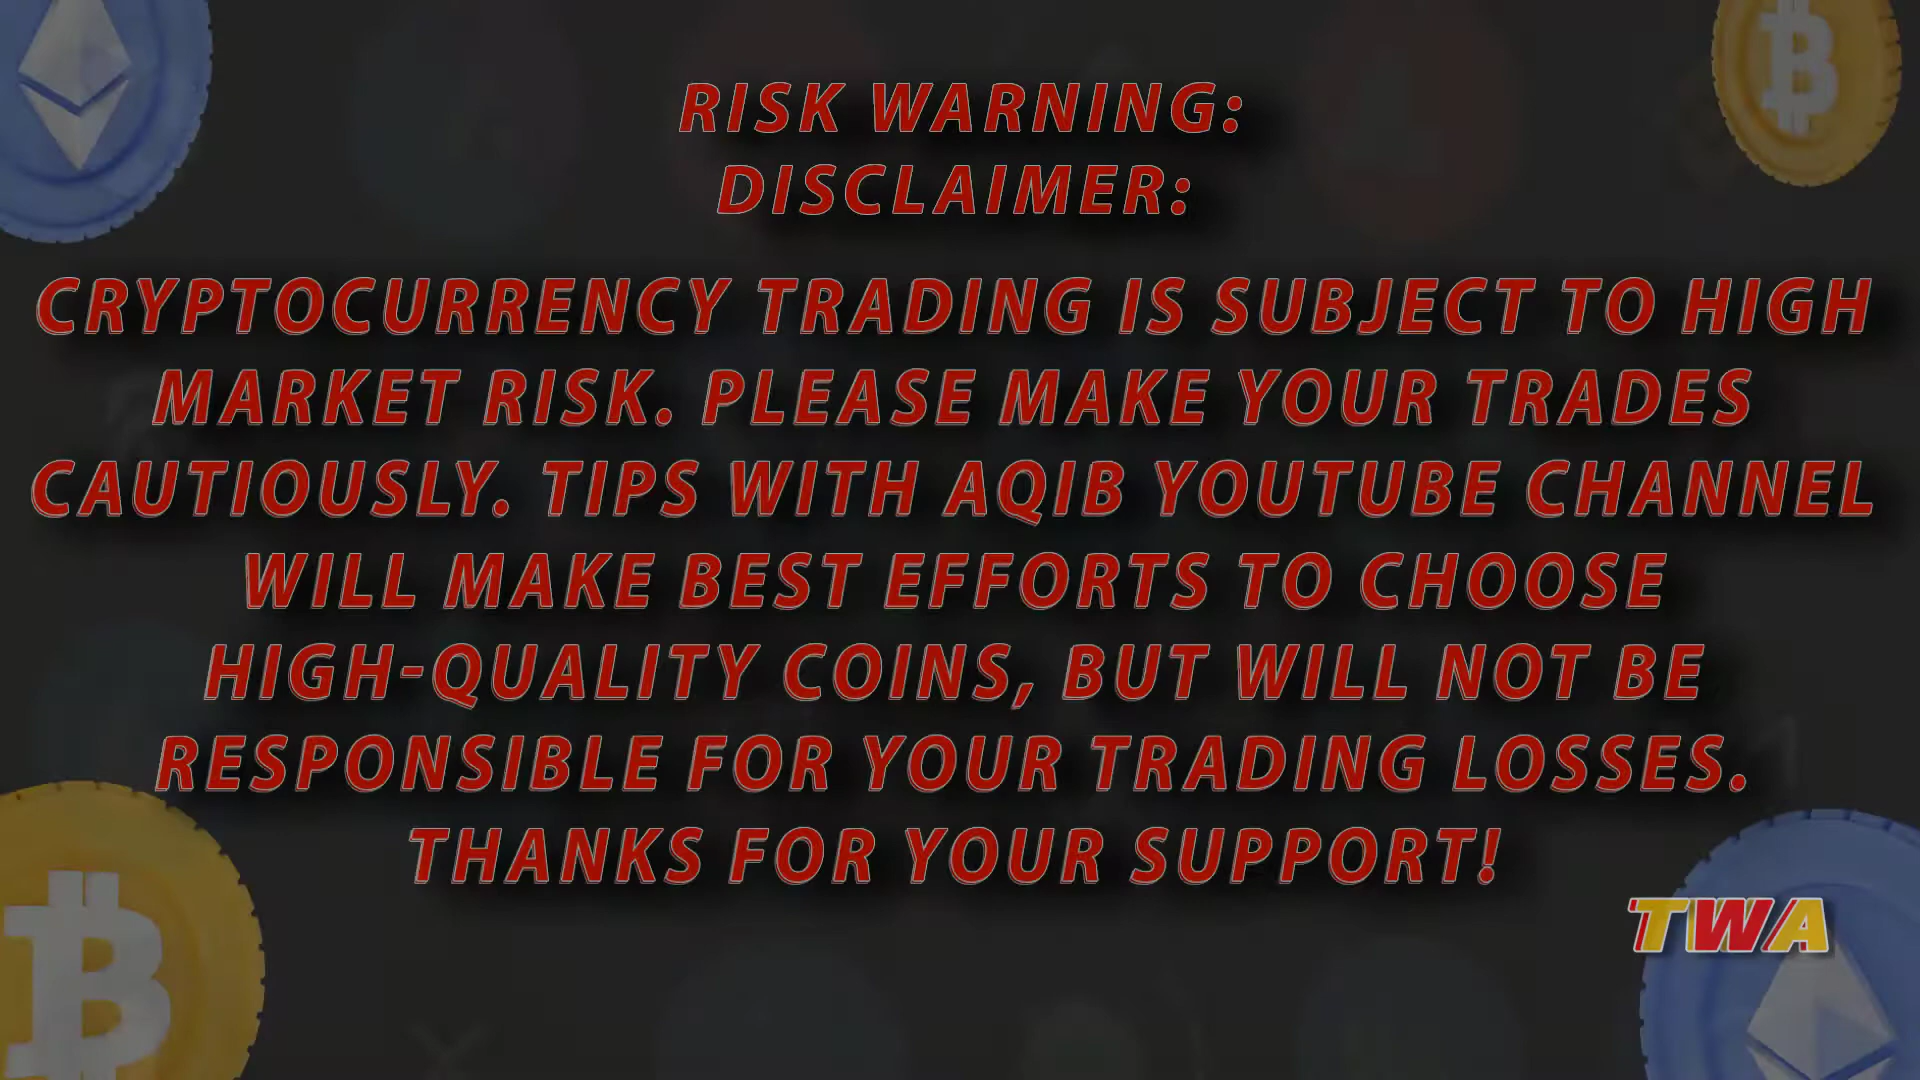 RISK WARNING:
DISCLAIMER:
CRYPTOCURRENCY TRADING IS SUBJECT TO HIGH
MARKET RISK. PLEASE MAKE YOUR TRADES
CAUTIOUSLY. TIPS WITH AQIB YOUTUBE CHANNEL
WILL MAKE BEST EFFORTS TO CHOOSE
HIGH-QUALITY COINS, BUT WILL NOT BE
RESPONSIBLE FOR YOUR TRADING LOSSES.
THANKS FOR YOUR SUPPORT!
TWA